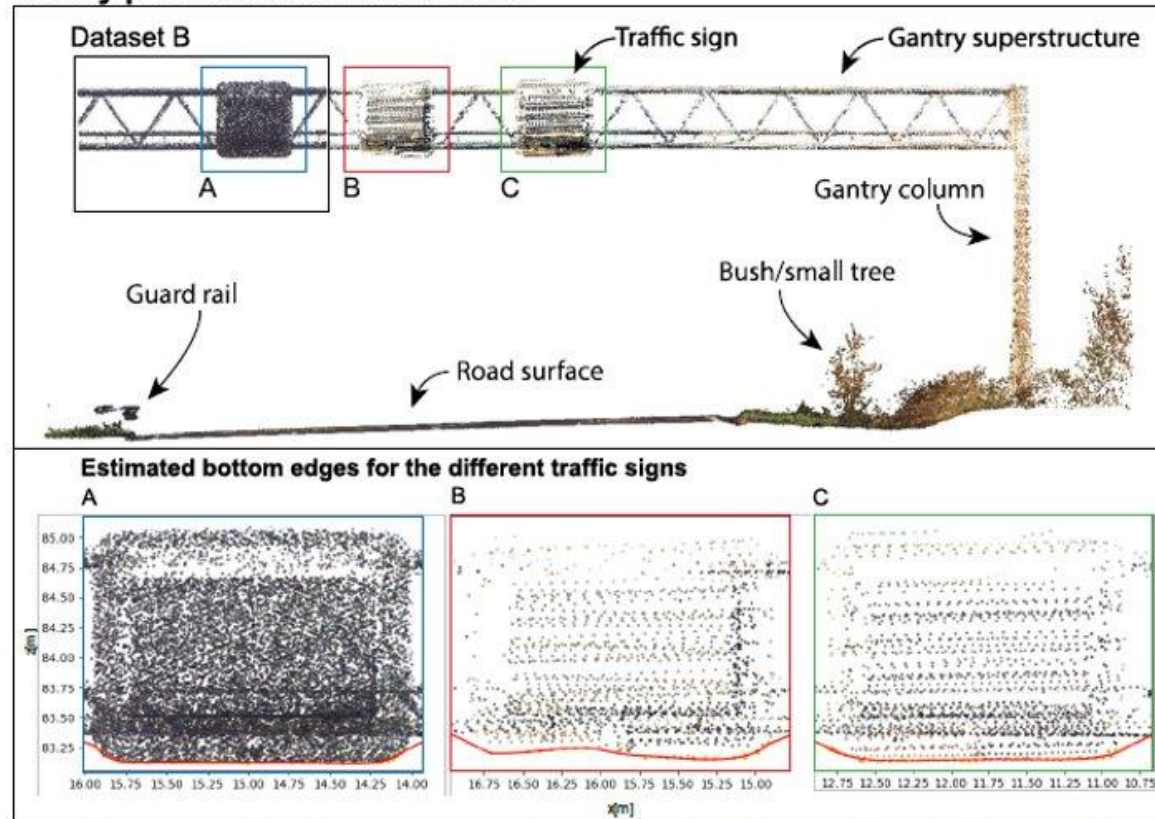 Dataset B
Traffic sign
Gantry superstructure
A
B
C
Gantry column
Bush/small tree
Guard rail
Road surface
Estimated bottom edges for the different traffic signs
A
B
C
85.00
84.75
84.50
84.25
84.00
83.75
83.50
83.25
z[m]
16.00 15.75 15.50 15.25 15.00 14.75 14.50 14.25 14.00
16.75 16.50 16.25 16.00 15.75 15.50 15.25 15.00
12.75 12.50 12.25 12.00 11.75 11.50 11.25 11.00 10.75
x[m]